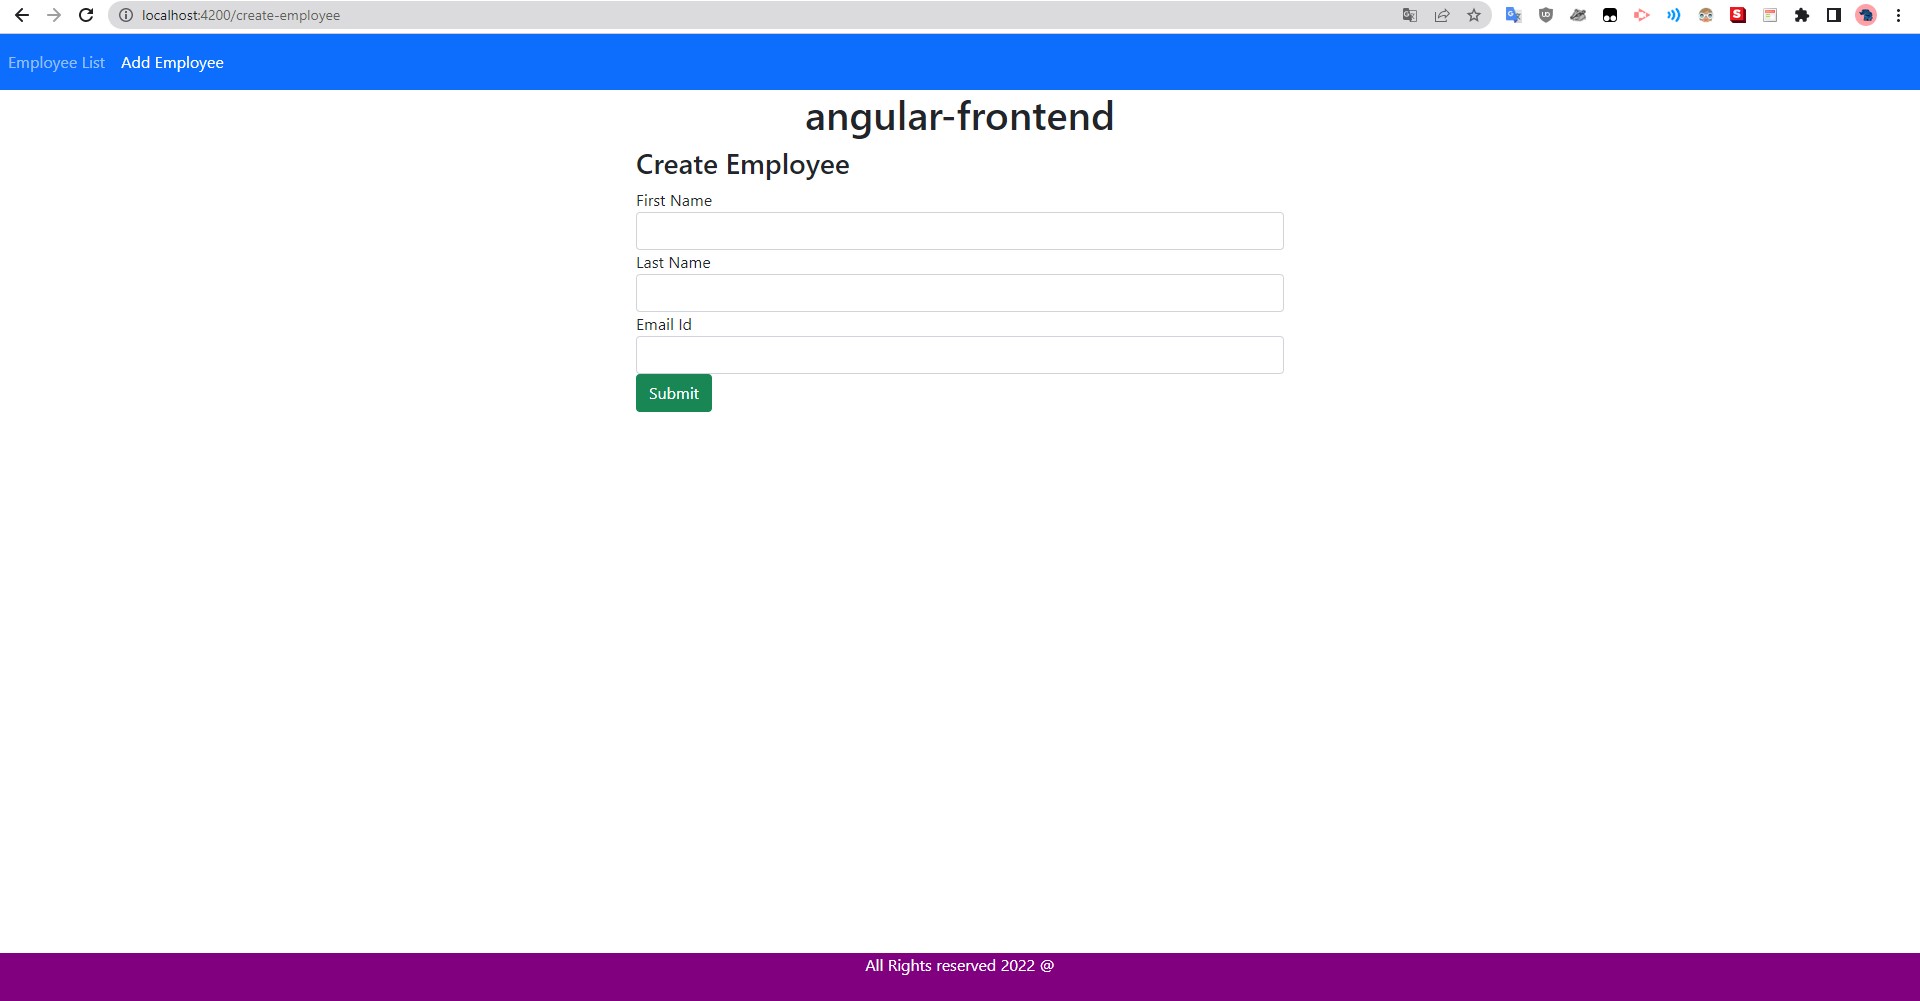 localhost:4200/create-employee
Employee List Add Employee
angular-frontend
Create Employee
First Name
Last Name
Email Id
Submit
All Rights reserved 2022 @